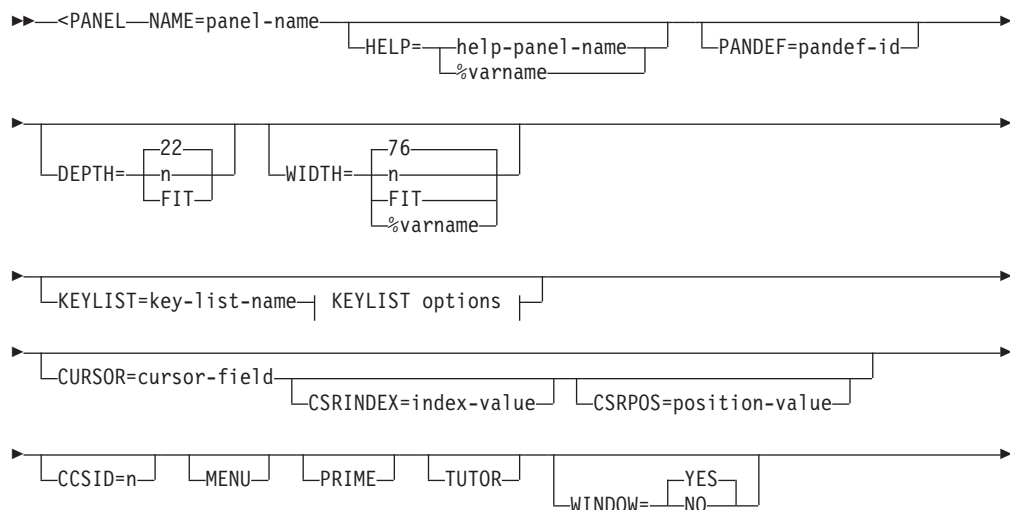 <PANEL NAME=panel-name
HELP= help-panel-name PANDEF=pandef-id
%varname
22 76
DEPTH= n WIDTH= n
FIT FIT
%varname
KEYLIST=key-list-name KEYLIST options
CURSOR=cursor-field
CSRINDEX=index-value CSRPOS=position-value
YES
CCSID=n MENU PRIME TUTOR
WINDOW= NO